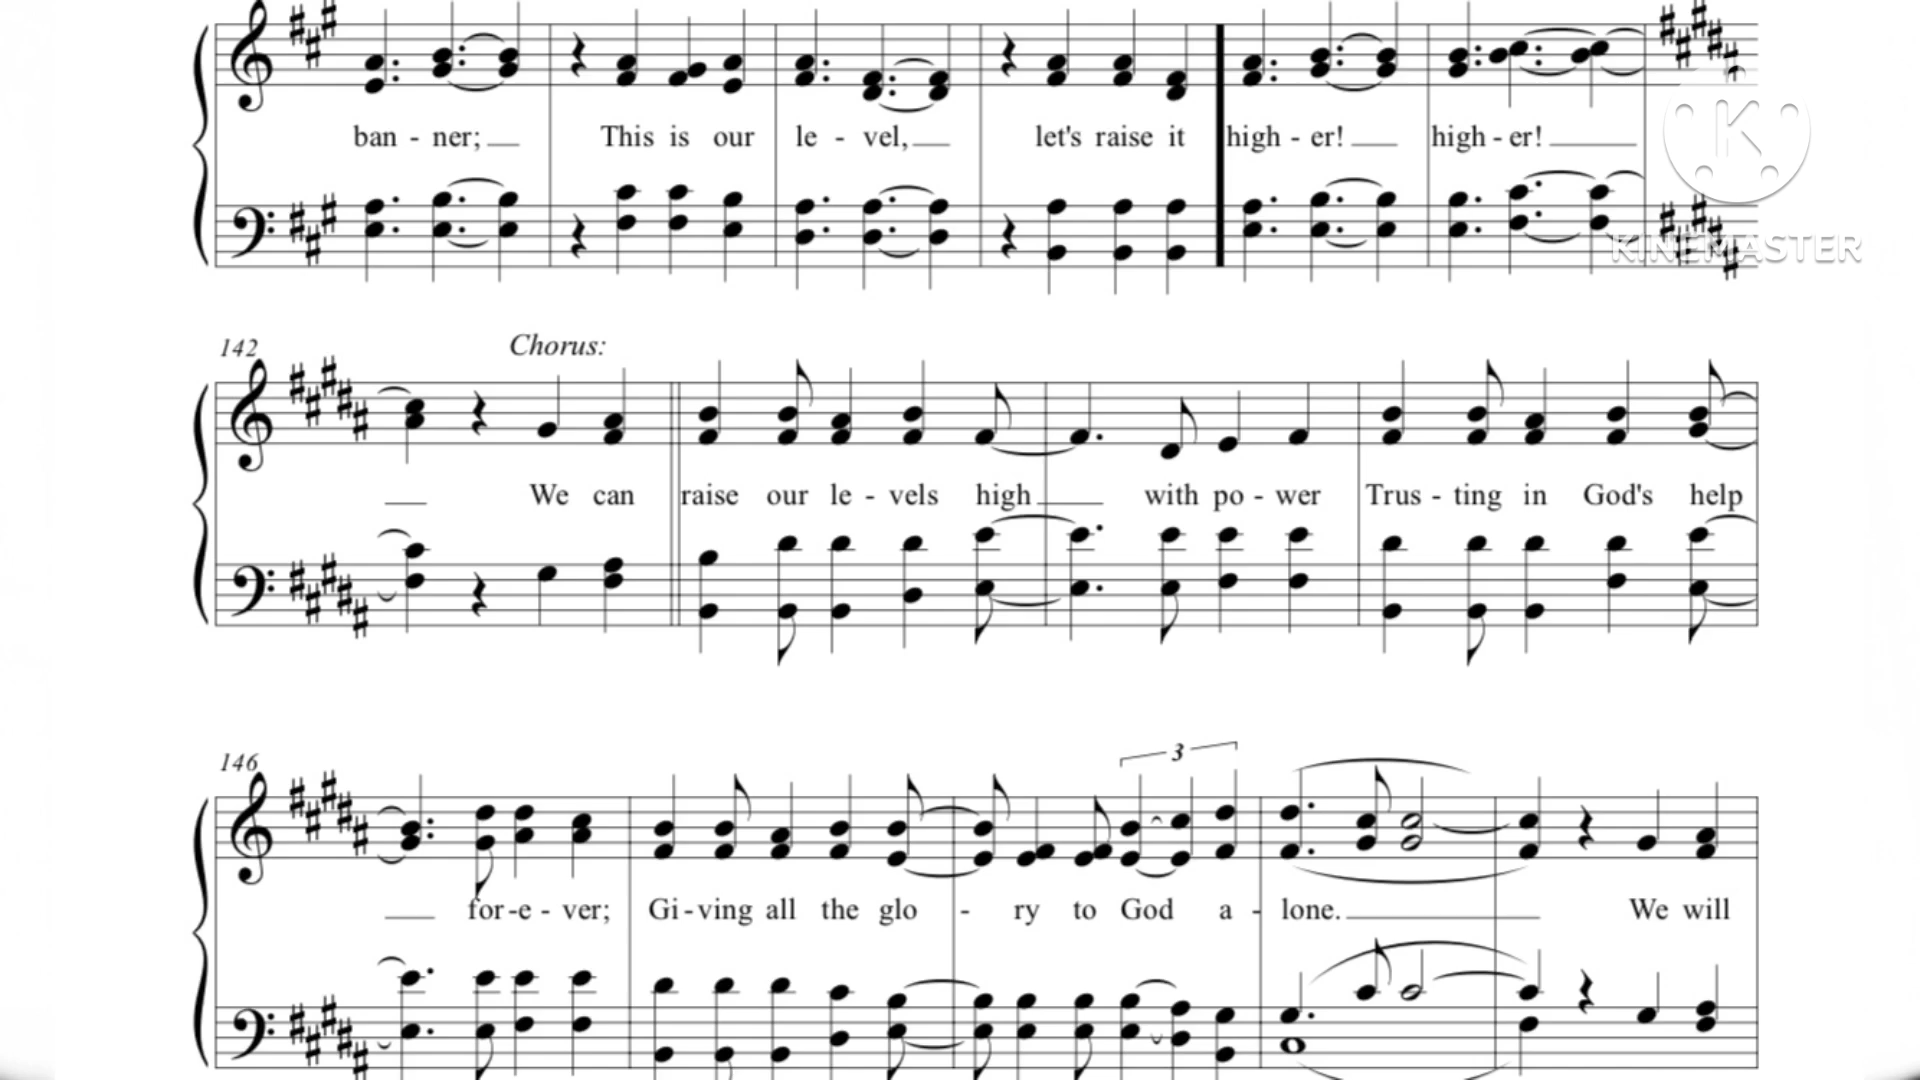 ban - ner; This is our le - vel, let's raise it high - er! high - er!
KINEMASTER
142 Chorus:
We can raise our le - vels high with po - wer Trus - ting in God's help
146 3
for-e - ver; Gi-ving all the glo - ry to God a - lone. We will